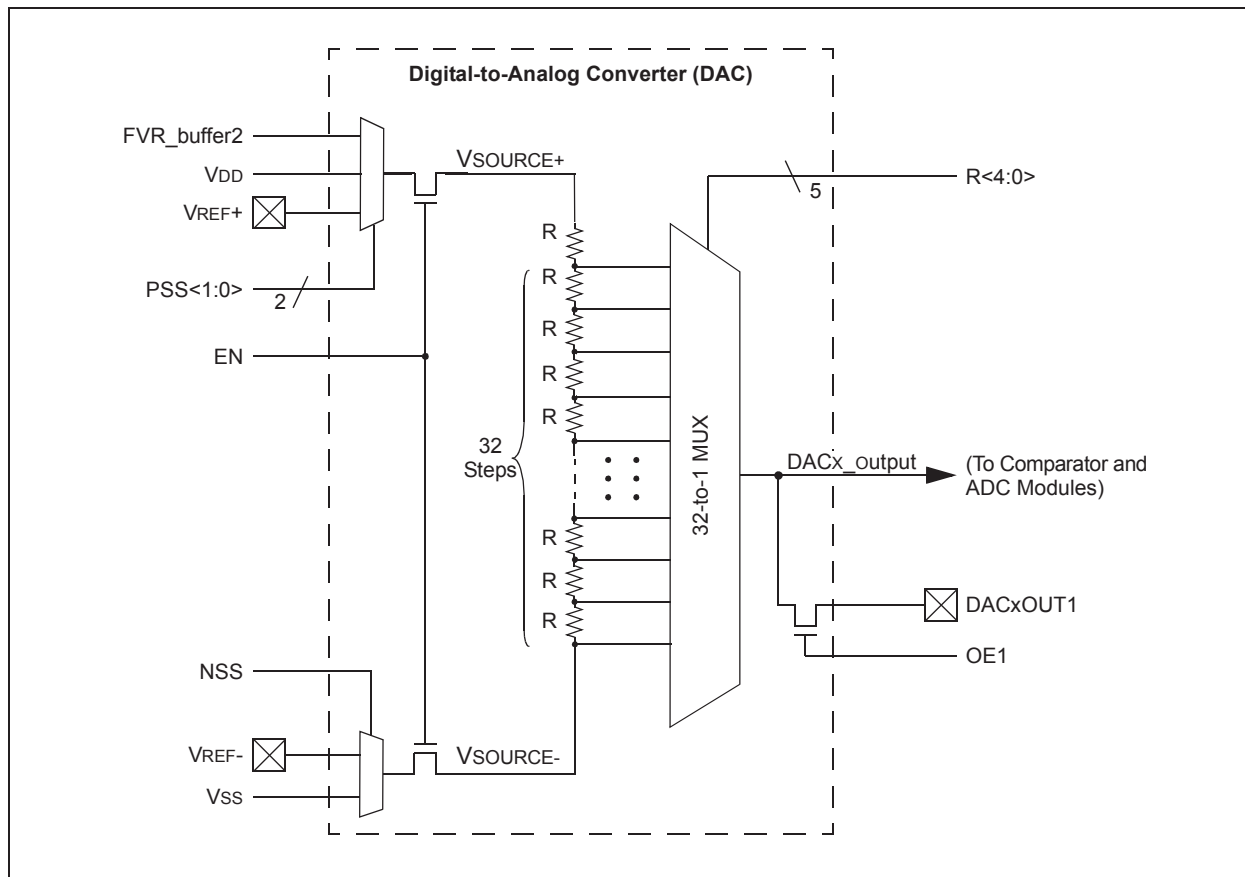 Digital-to-Analog Converter (DAC)
FVR_buffer2
VDD
VREF+
PSS<1:0>
2
EN
VSOURCE+
R
R
R
R
R
32
Steps
R
R
R
32-to-1 MUX
5
R<4:0>
DACx_output
(To Comparator and
ADC Modules)
DACxOUT1
OE1
NSS
VREF-
VSS
VSOURCE-